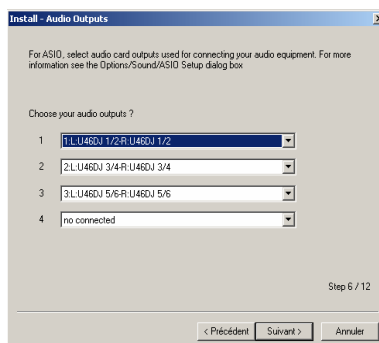 Install - Audio Outputs
For ASIO, select audio card outputs used for connecting your audio equipment. For more
information see the Options/Sound/ASIO Setup dialog box
Choose your audio outputs ?
1 1:L:U46DJ 1/2-R:U46DJ 1/2
2 2:L:U46DJ 3/4-R:U46DJ 3/4
3 3:L:U46DJ 5/6-R:U46DJ 5/6
4 no connected
Step 6 / 12
< Précédent Suivant > Annuler